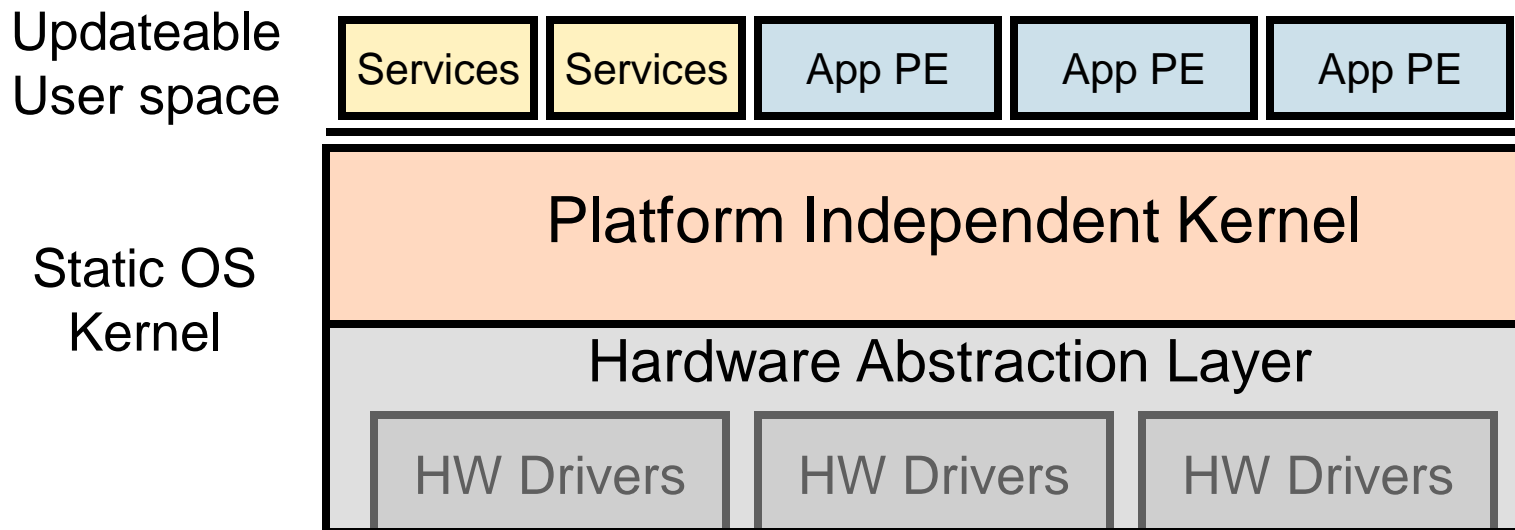 Updateable
User space
Services Services App PE App PE App PE
Static OS
Kernel
Platform Independent Kernel
Hardware Abstraction Layer
HW Drivers HW Drivers HW Drivers